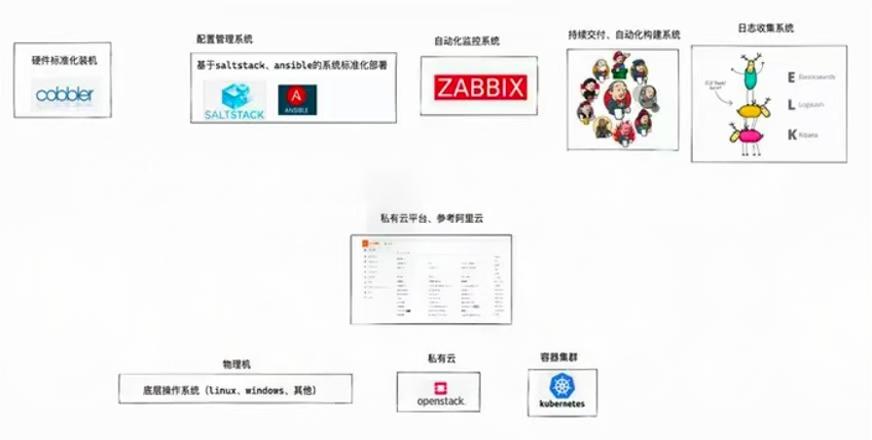 硬件标准化装机
cobbler
配置管理系统
基于saltstack、ansible的系统标准化部署
SALTSTACK
ANSIBLE
自动化监控系统
ZABBIX
持续交付、自动化构建系统
日志收集系统
E Elasticsearch
L Logstash
K Kibana
私有云平台、参考阿里云
物理机
底层操作系统（linux、windows、其他）
私有云
openstack.
容器集群
kubernetes